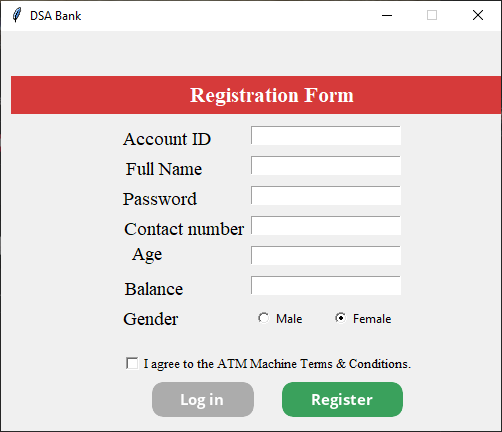 DSA Bank
Registration Form
Account ID
Full Name
Password
Contact number
Age
Balance
Gender Male Female
I agree to the ATM Machine Terms & Conditions.
Log in Register